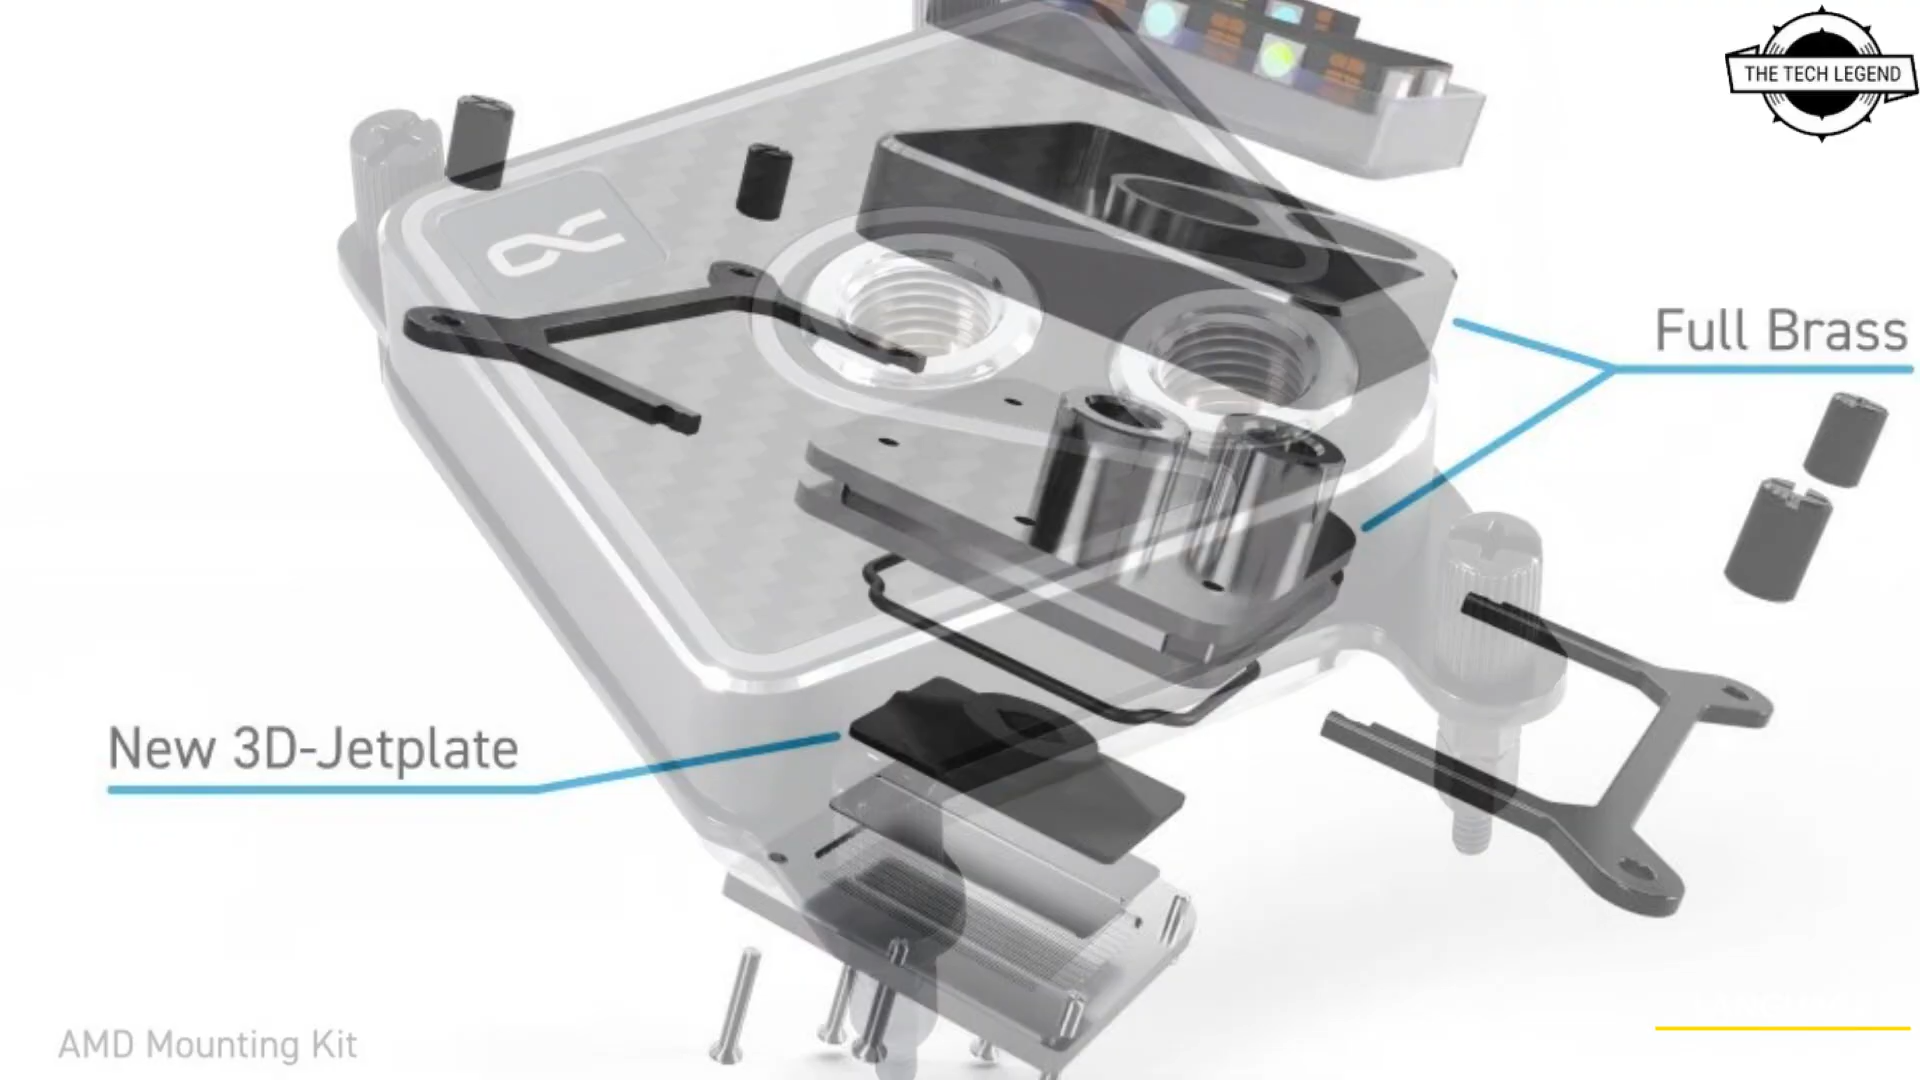 THE TECH LEGEND
Full Brass
New 3D-Jetplate
AMD Mounting Kit